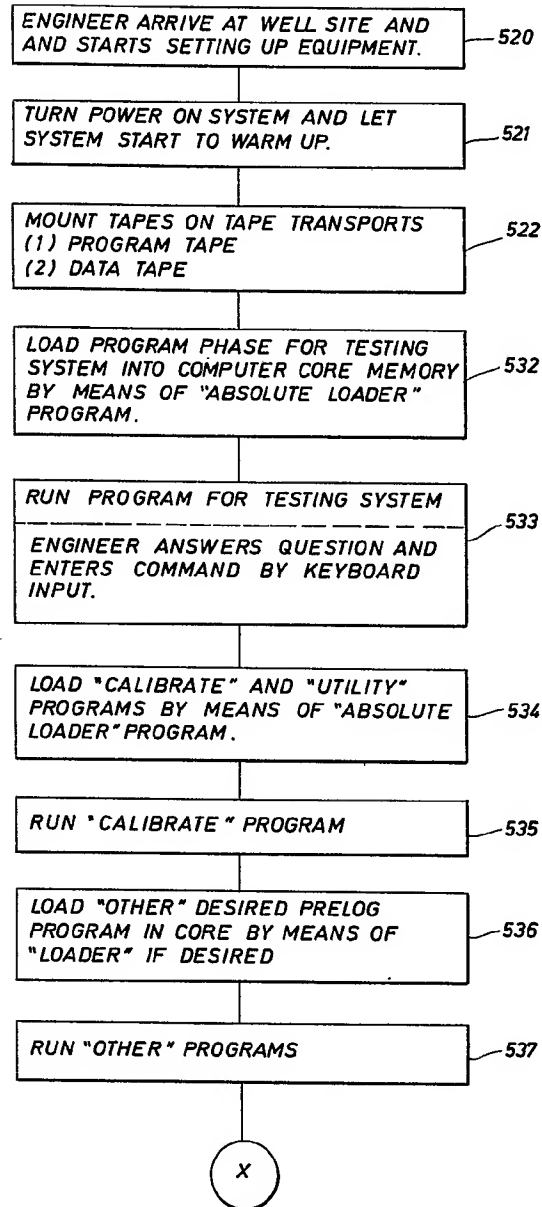 ENGINEER ARRIVE AT WELL SITE AND
AND STARTS SETTING UP EQUIPMENT.
520
TURN POWER ON SYSTEM AND LET
SYSTEM START TO WARM UP.
521
MOUNT TAPES ON TAPE TRANSPORTS
(1) PROGRAM TAPE
(2) DATA TAPE
522
LOAD PROGRAM PHASE FOR TESTING
SYSTEM INTO COMPUTER CORE MEMORY
BY MEANS OF "ABSOLUTE LOADER"
PROGRAM.
532
RUN PROGRAM FOR TESTING SYSTEM
ENGINEER ANSWERS QUESTION AND
ENTERS COMMAND BY KEYBOARD
INPUT.
533
LOAD "CALIBRATE" AND "UTILITY"
PROGRAMS BY MEANS OF "ABSOLUTE
LOADER" PROGRAM.
534
RUN "CALIBRATE" PROGRAM
535
LOAD "OTHER" DESIRED PRELOG
PROGRAM IN CORE BY MEANS OF
"LOADER" IF DESIRED
536
RUN "OTHER" PROGRAMS
537
X